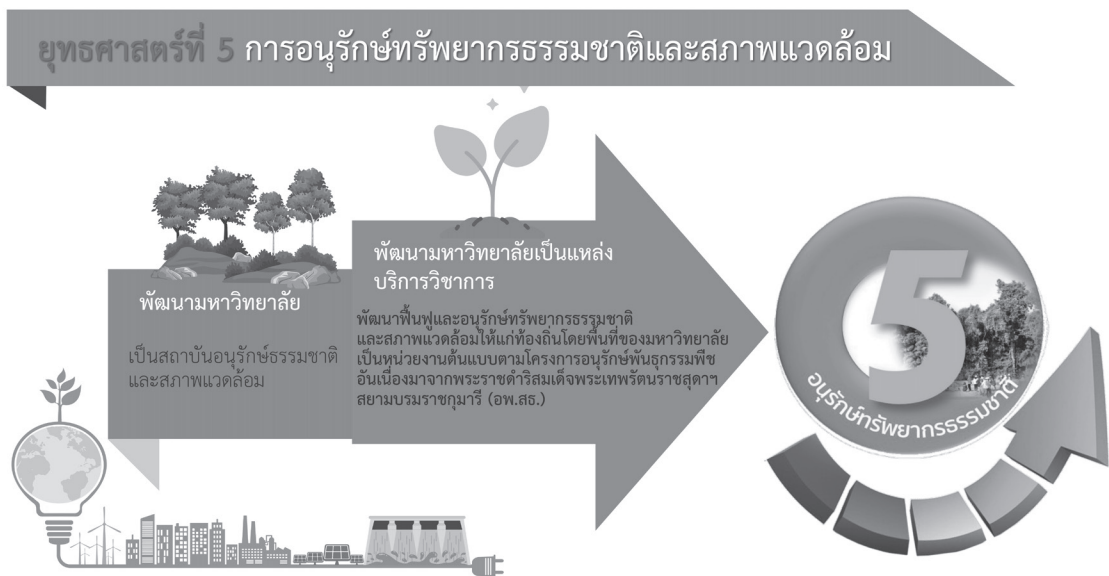 ยุทธศาสตร์ที่ 5 การอนุรักษ์ทรัพยากรธรรมชาติและสภาพแวดล้อม
พัฒนามหาวิทยาลัย
เป็นสถาบันอนุรักษ์ธรรมชาติ
และสภาพแวดล้อม
พัฒนามหาวิทยาลัยเป็นแหล่ง
บริการวิชาการ
พัฒนาฟื้นฟูและอนุรักษ์ทรัพยากรธรรมชาติ
และสภาพแวดล้อมให้แก่ท้องถิ่นโดยพื้นที่ของมหาวิทยาลัย
เป็นหน่วยงานต้นแบบตามโครงการอนุรักษ์พันธุกรรมพืช
อันเนื่องมาจากพระราชดำริสมเด็จพระเทพรัตนราชสุดาฯ
สยามบรมราชกุมารี (อพ.สธ.)
5
อนุรักษ์ทรัพยากรธรรมชาติ